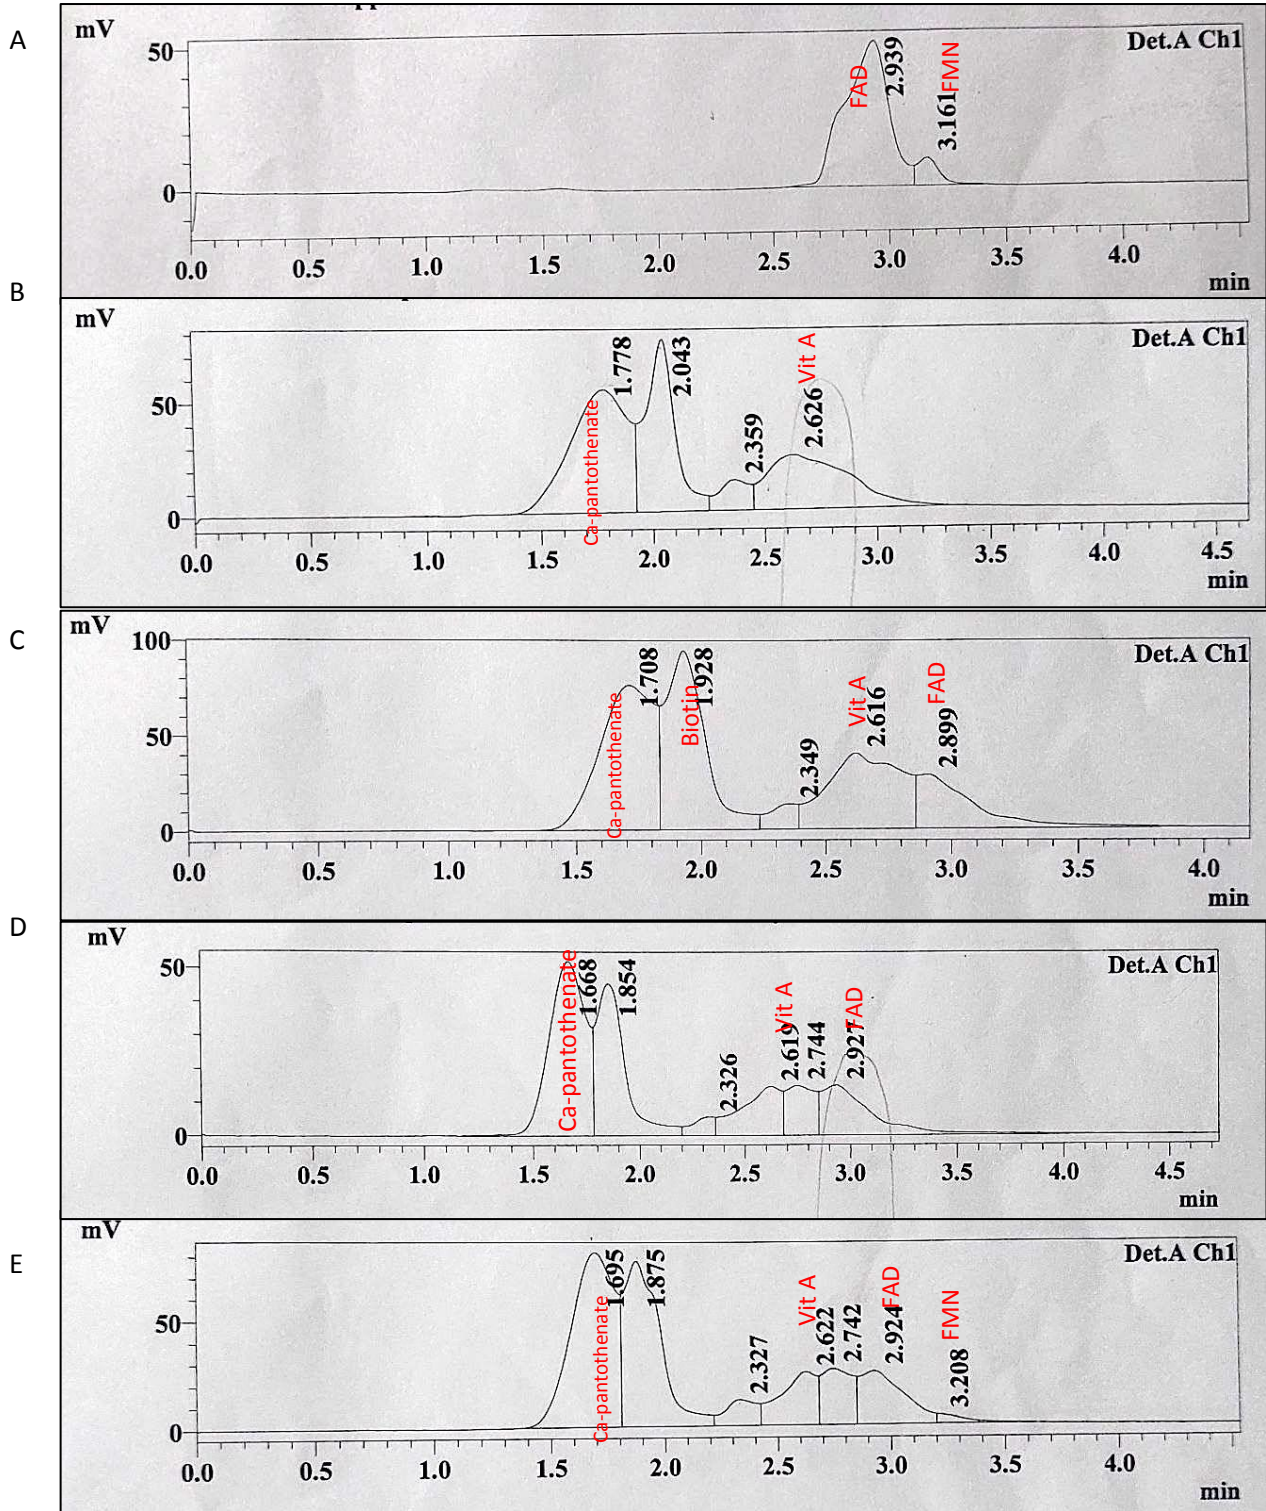 A
mV
Det.A Ch1
50
0
FAD
2.939
3.161
FMN
0.0 0.5 1.0 1.5 2.0 2.5 3.0 3.5 4.0
min
B
mV
Det.A Ch1
50
0
Ca-pantothenate
1.778
2.043
2.359
Vit A
2.626
0.0 0.5 1.0 1.5 2.0 2.5 3.0 3.5 4.0 4.5
min
C
mV
100
Det.A Ch1
50
0
Ca-pantothenate
1.708
Biotin
1.928
2.349
Vit A
2.616
FAD
2.899
0.0 0.5 1.0 1.5 2.0 2.5 3.0 3.5 4.0
min
D
mV
Det.A Ch1
50
0
Ca-pantothenate
1.668
1.854
2.326
Vit A
2.619
2.744
FAD
2.927
0.0 0.5 1.0 1.5 2.0 2.5 3.0 3.5 4.0 4.5
min
E
mV
Det.A Ch1
50
0
Ca-pantothenate
1.695
1.875
2.327
Vit A
2.622
2.742
FAD
2.924
FMN
3.208
0.0 0.5 1.0 1.5 2.0 2.5 3.0 3.5 4.0
min